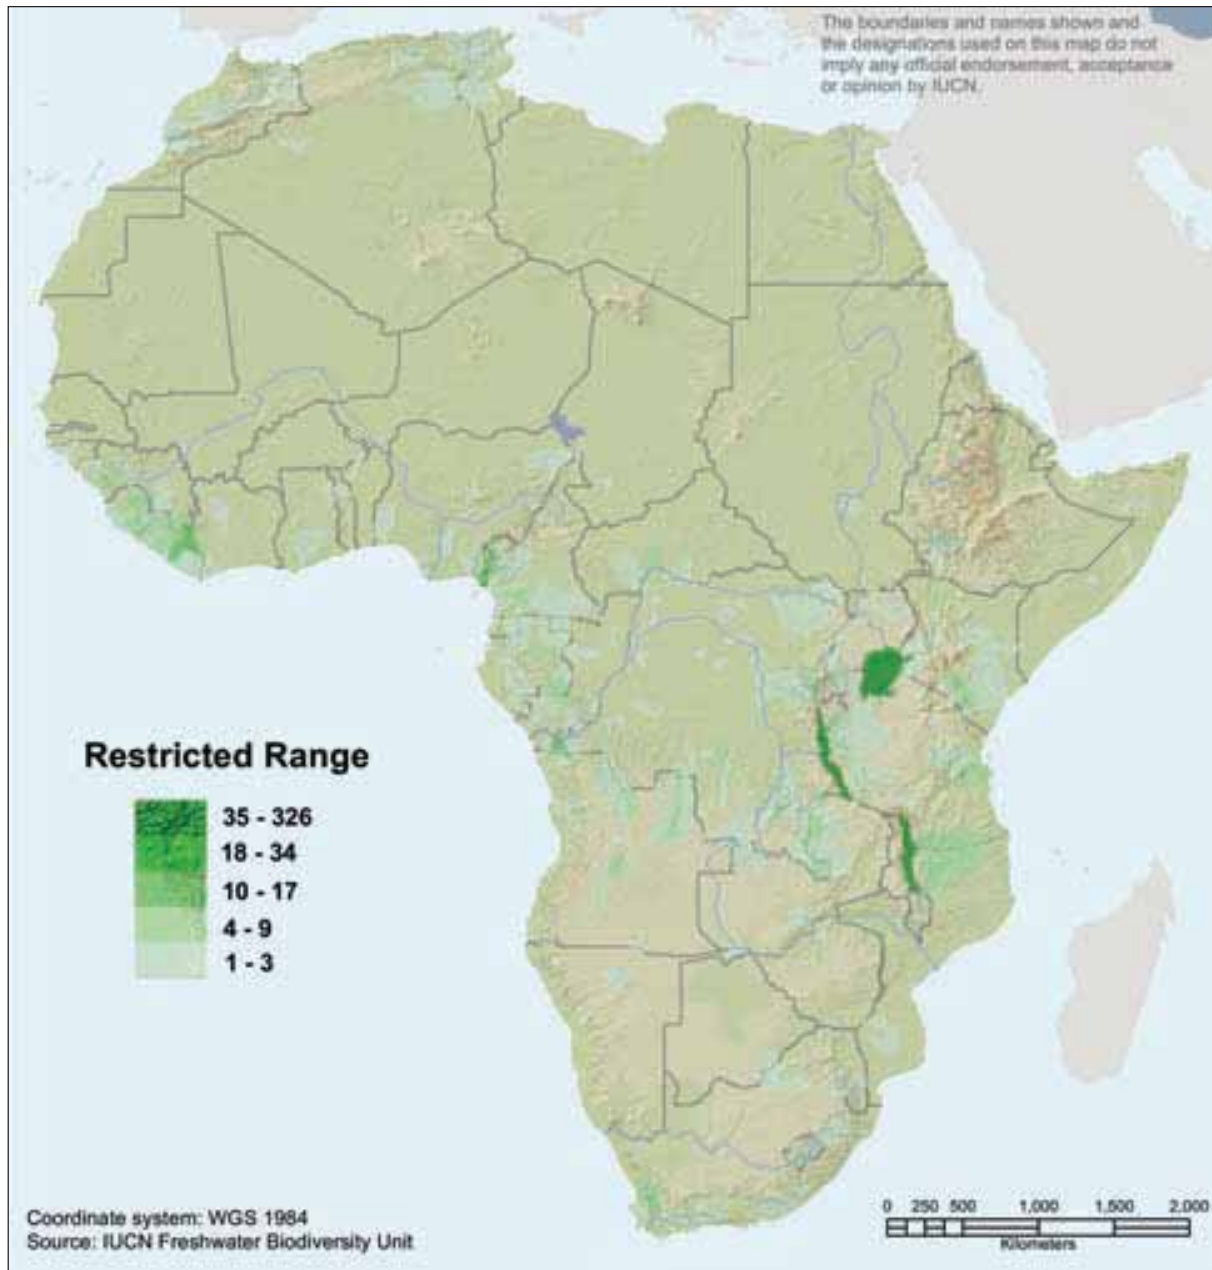 The boundaries and names shown and
the designations used on this map do not
imply any official endorsement, acceptance
or opinion by IUCN.
Restricted Range
35 - 326
18 - 34
10 - 17
4 - 9
1 - 3
Coordinate system: WGS 1984
Source: IUCN Freshwater Biodiversity Unit
0 250 500 1,000 1,500 2,000
Kilometers